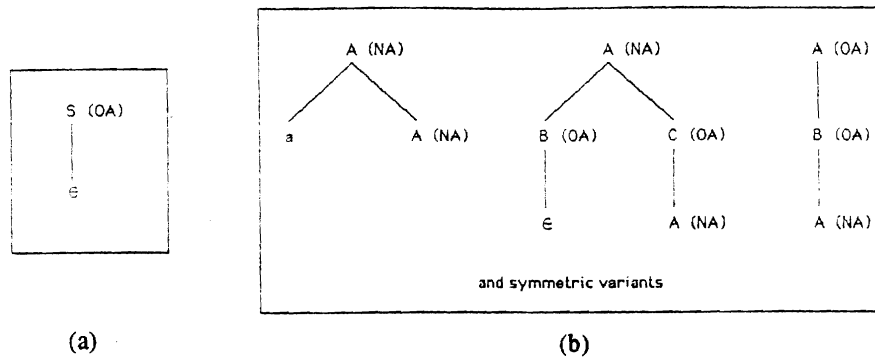 A (NA) A (NA) A (OA)
S (OA)
a A (NA) B (OA) C (OA) B (OA)
ϵ
ϵ A (NA) A (NA)
and symmetric variants
(a) (b)